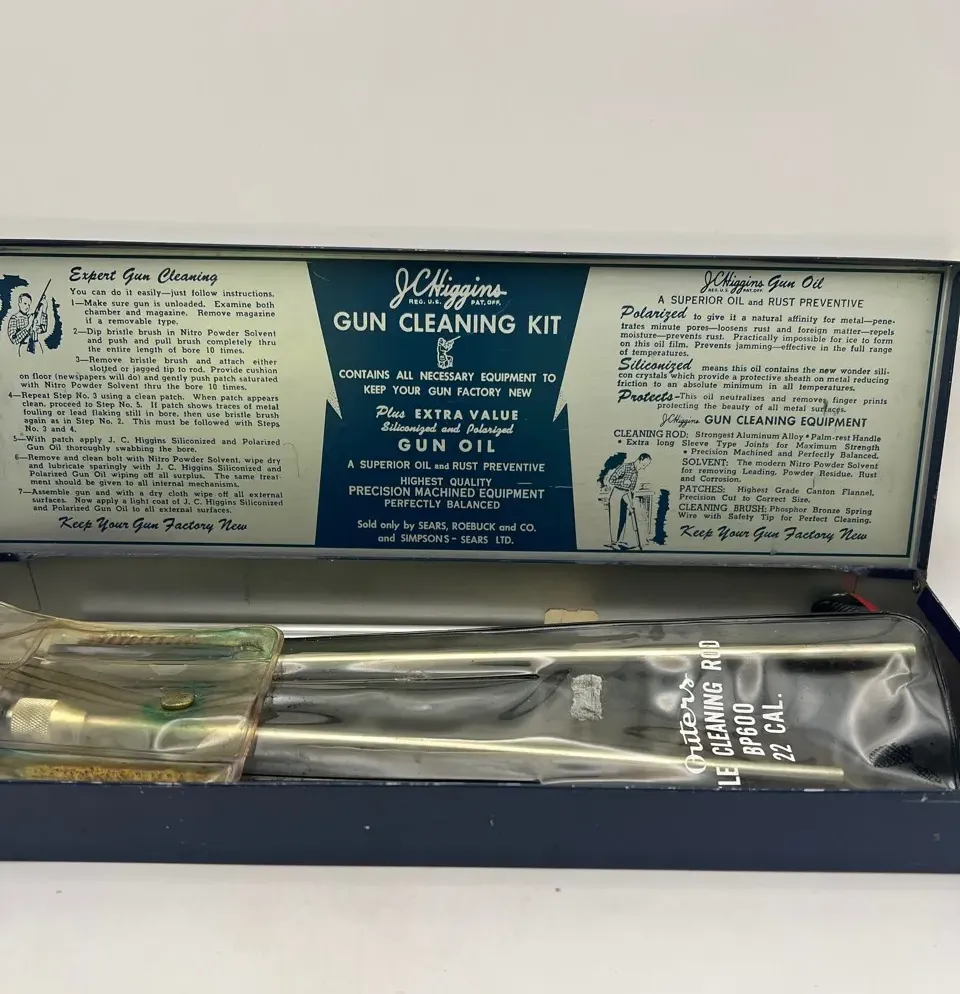 Expert Gun Cleaning
You can do it easily—just follow instructions.
1—Make sure gun is unloaded. Examine both
chamber and magazine. Remove magazine
if a removable type.
2—Dip bristle brush in Nitro Powder Solvent
and push and pull brush completely thru
the entire length of bore 10 times.
3—Remove bristle brush and attach either
slotted or jagged tip to rod. Provide cushion
on floor (newspapers will do) and gently push patch saturated
with Nitro Powder Solvent thru the bore 10 times.
4—Repeat Step No. 3 using a clean patch. When patch appears
clean, proceed to Step No. 5. If patch shows traces of metal
fouling or lead flaking still in bore, then use bristle brush
again as in Step No. 2. This must be followed with Steps
No. 3 and 4.
5—With patch apply J. C. Higgins Siliconized and Polarized
Gun Oil thoroughly swabbing the bore.
6—Remove and clean bolt with Nitro Powder Solvent, wipe dry
and lubricate sparingly with J. C. Higgins Siliconized and
Polarized Gun Oil wiping off all surplus. The same treat-
ment should be given to all internal mechanisms.
7—Assemble gun and with a dry cloth wipe off all external
surfaces. Now apply a light coat of J. C. Higgins Siliconized
and Polarized Gun Oil to all external surfaces.
Keep Your Gun Factory New
J.C. Higgins
REG. U.S. PAT. OFF.
GUN CLEANING KIT
CONTAINS ALL NECESSARY EQUIPMENT TO
KEEP YOUR GUN FACTORY NEW
Plus EXTRA VALUE
Siliconized and Polarized
GUN OIL
A SUPERIOR OIL and RUST PREVENTIVE
HIGHEST QUALITY
PRECISION MACHINED EQUIPMENT
PERFECTLY BALANCED
Sold only by SEARS, ROEBUCK and CO.
and SIMPSONS - SEARS LTD.
J.C. Higgins Gun Oil
REG. U.S. PAT. OFF.
A SUPERIOR OIL and RUST PREVENTIVE
Polarized to give it a natural affinity for metal—pene-
trates minute pores—loosens rust and foreign matter—repels
moisture—prevents rust. Practically impossible for ice to form
on this oil film. Prevents jamming—effective in the full range
of temperatures.
Siliconized means this oil contains the new wonder sili-
con crystals which provide a protective sheath on metal reducing
friction to an absolute minimum in all temperatures.
Protects—This oil neutralizes and removes finger prints
protecting the beauty of all metal surfaces.
J.C. Higgins GUN CLEANING EQUIPMENT
CLEANING ROD: Strongest Aluminum Alloy • Palm-rest Handle
• Extra long Sleeve Type Joints for Maximum Strength
• Precision Machined and Perfectly Balanced.
SOLVENT: The modern Nitro Powder Solvent
for removing Leading, Powder Residue, Rust
and Corrosion.
PATCHES: Highest Grade Canton Flannel,
Precision Cut to Correct Size.
CLEANING BRUSH: Phosphor Bronze Spring
Wire with Safety Tip for Perfect Cleaning.
Keep Your Gun Factory New
Outers
LE CLEANING ROD
BP600
22 CAL.